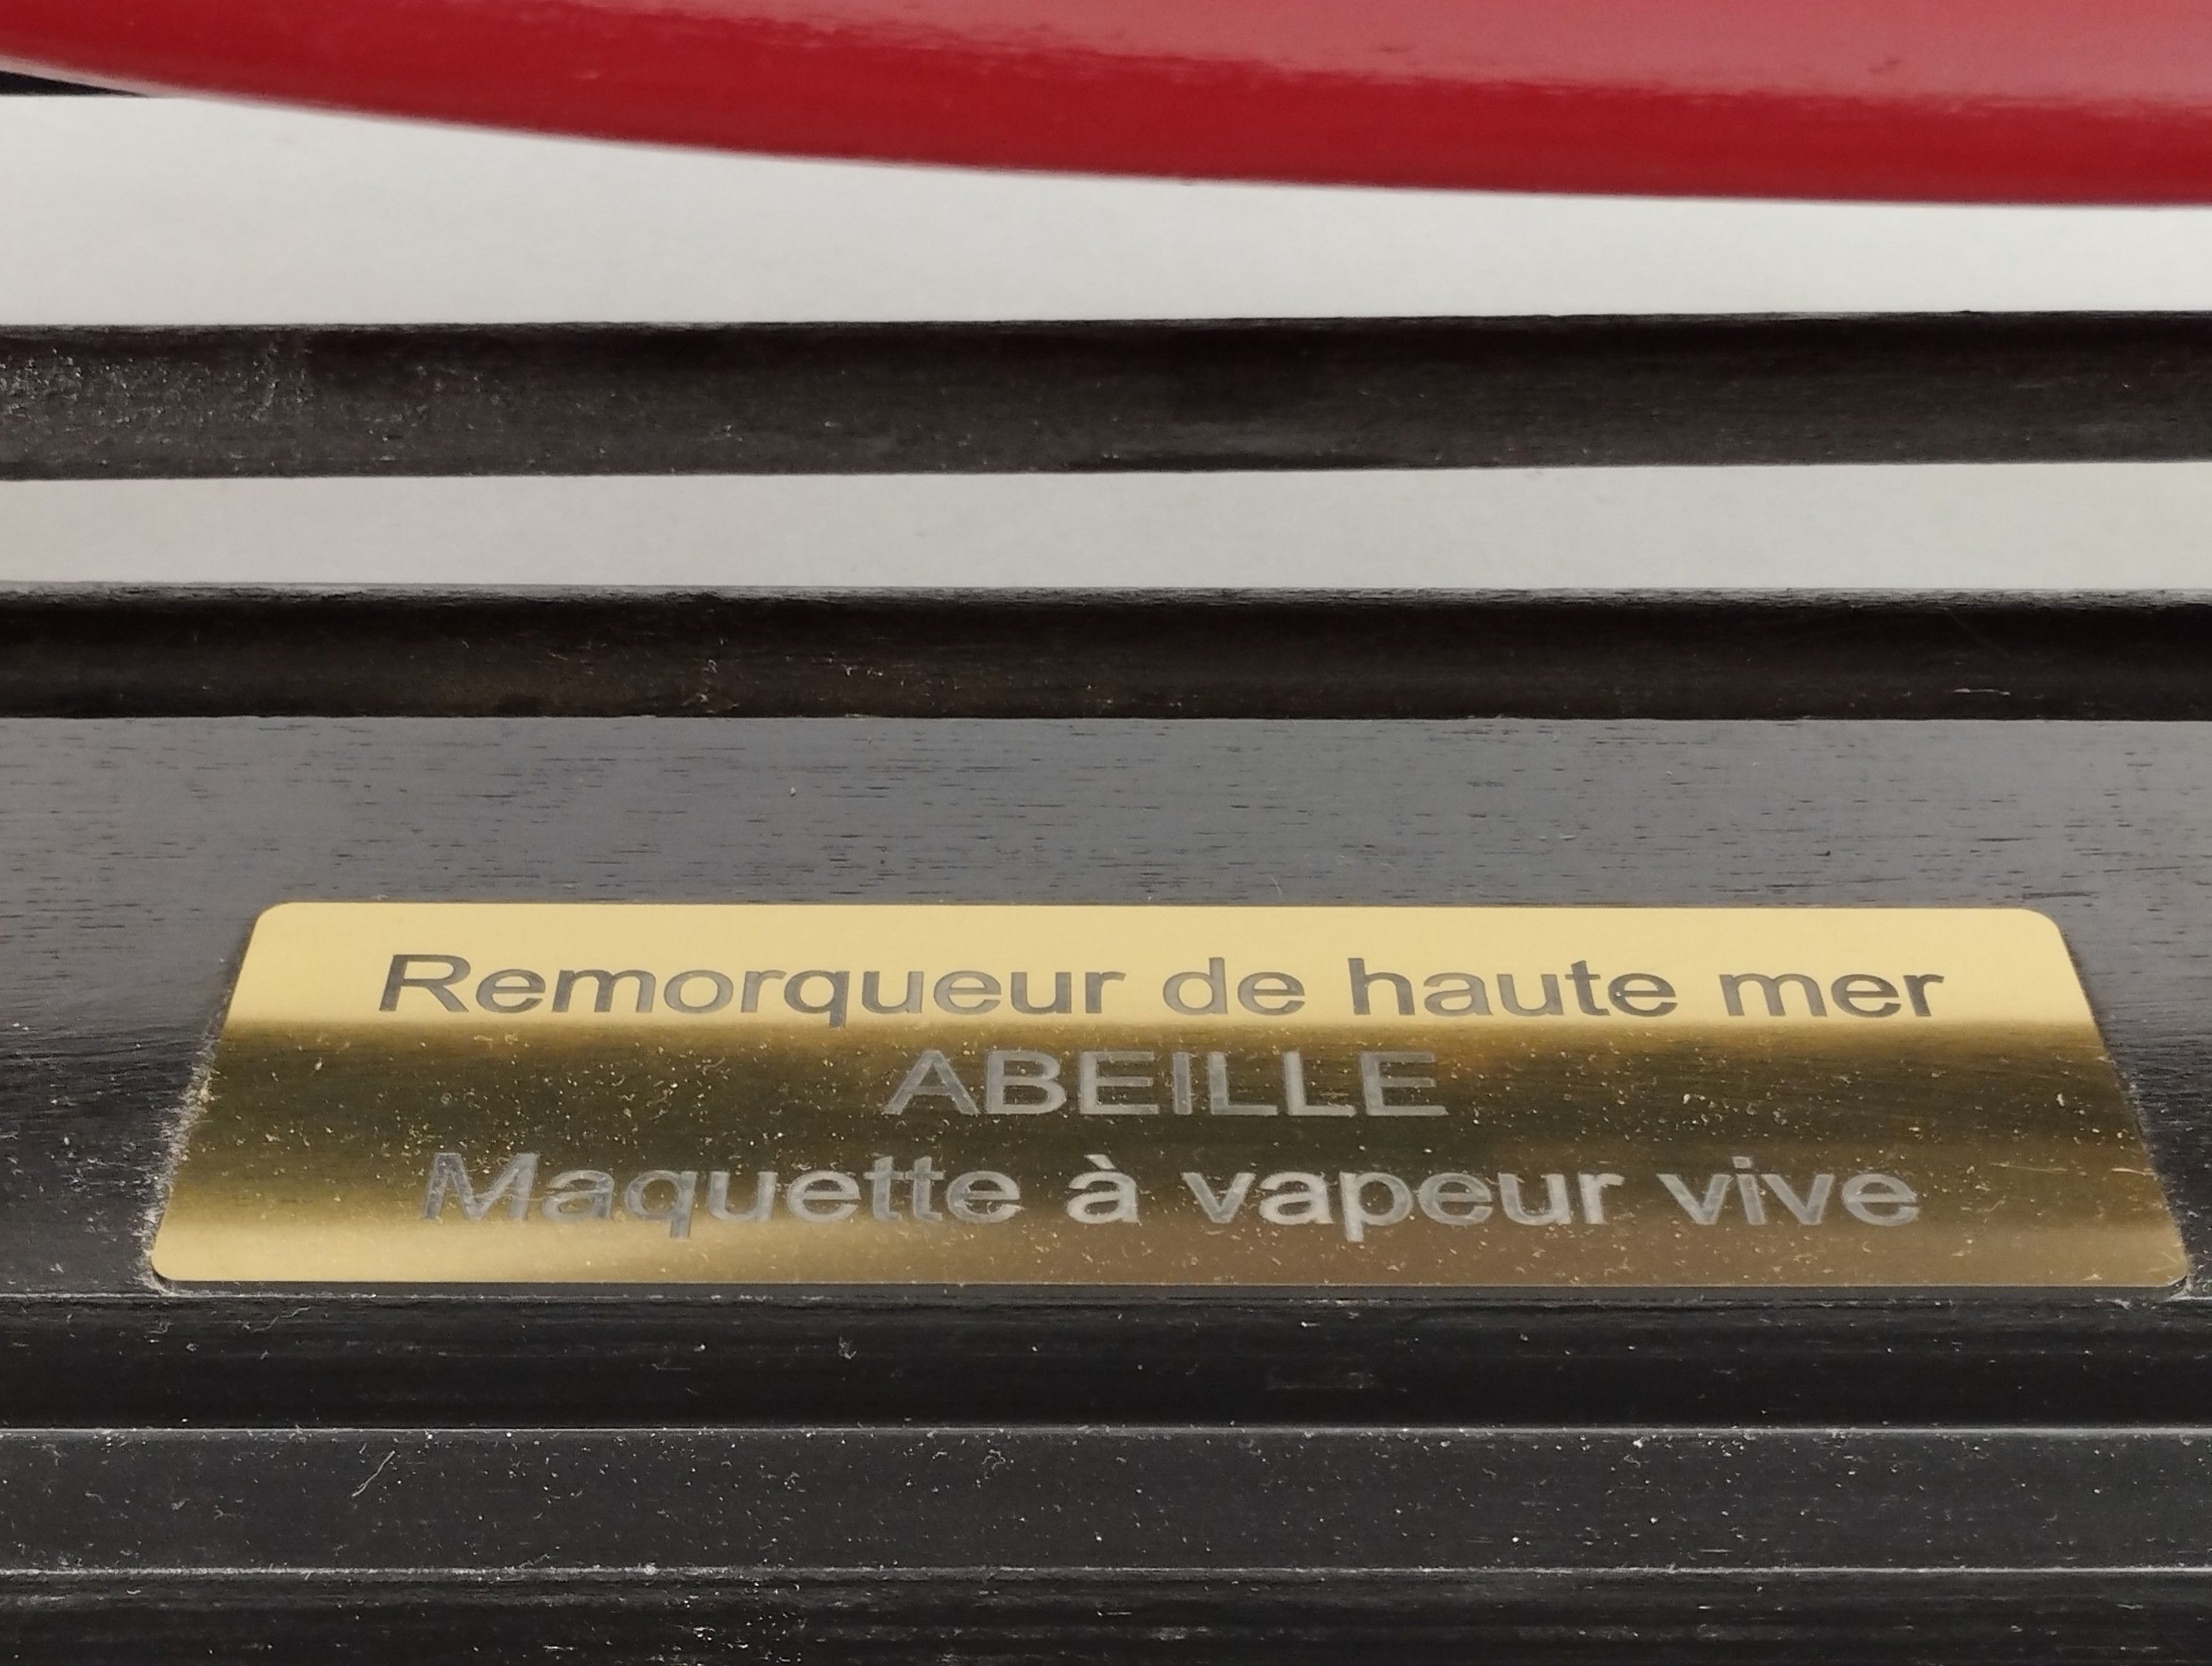 Remorqueur de haute mer
ABEILLE
Maquette à vapeur vive